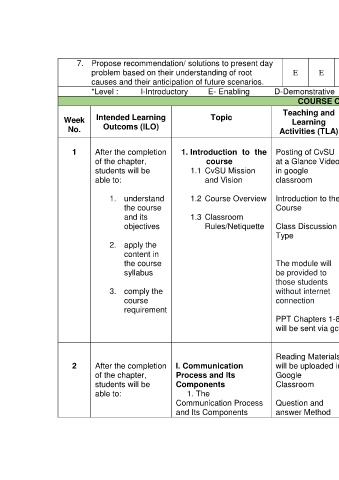 7. Propose recommendation/ solutions to present day
problem based on their understanding of root
causes and their anticipation of future scenarios.
E E
*Level : I-Introductory E- Enabling D-Demonstrative
COURSE C
Week
No.
Intended Learning
Outcoms (ILO)
Topic
Teaching and
Learning
Activities (TLA)
1
After the completion
of the chapter,
students will be
able to:
1. understand
the course
and its
objectives
2. apply the
content in
the course
syllabus
3. comply the
course
requirement
1. Introduction to the
course
1.1 CvSU Mission
and Vision
1.2 Course Overview
1.3 Classroom
Rules/Netiquette
Posting of CvSU
at a Glance Video
in google
classroom
Introduction to the
Course
Class Discussion
Type
The module will
be provided to
those students
without internet
connection
PPT Chapters 1-8
will be sent via gc
2
After the completion
of the chapter,
students will be
able to:
I. Communication
Process and Its
Components
1. The
Communication Process
and Its Components
Reading Materials
will be uploaded in
Google
Classroom
Question and
answer Method